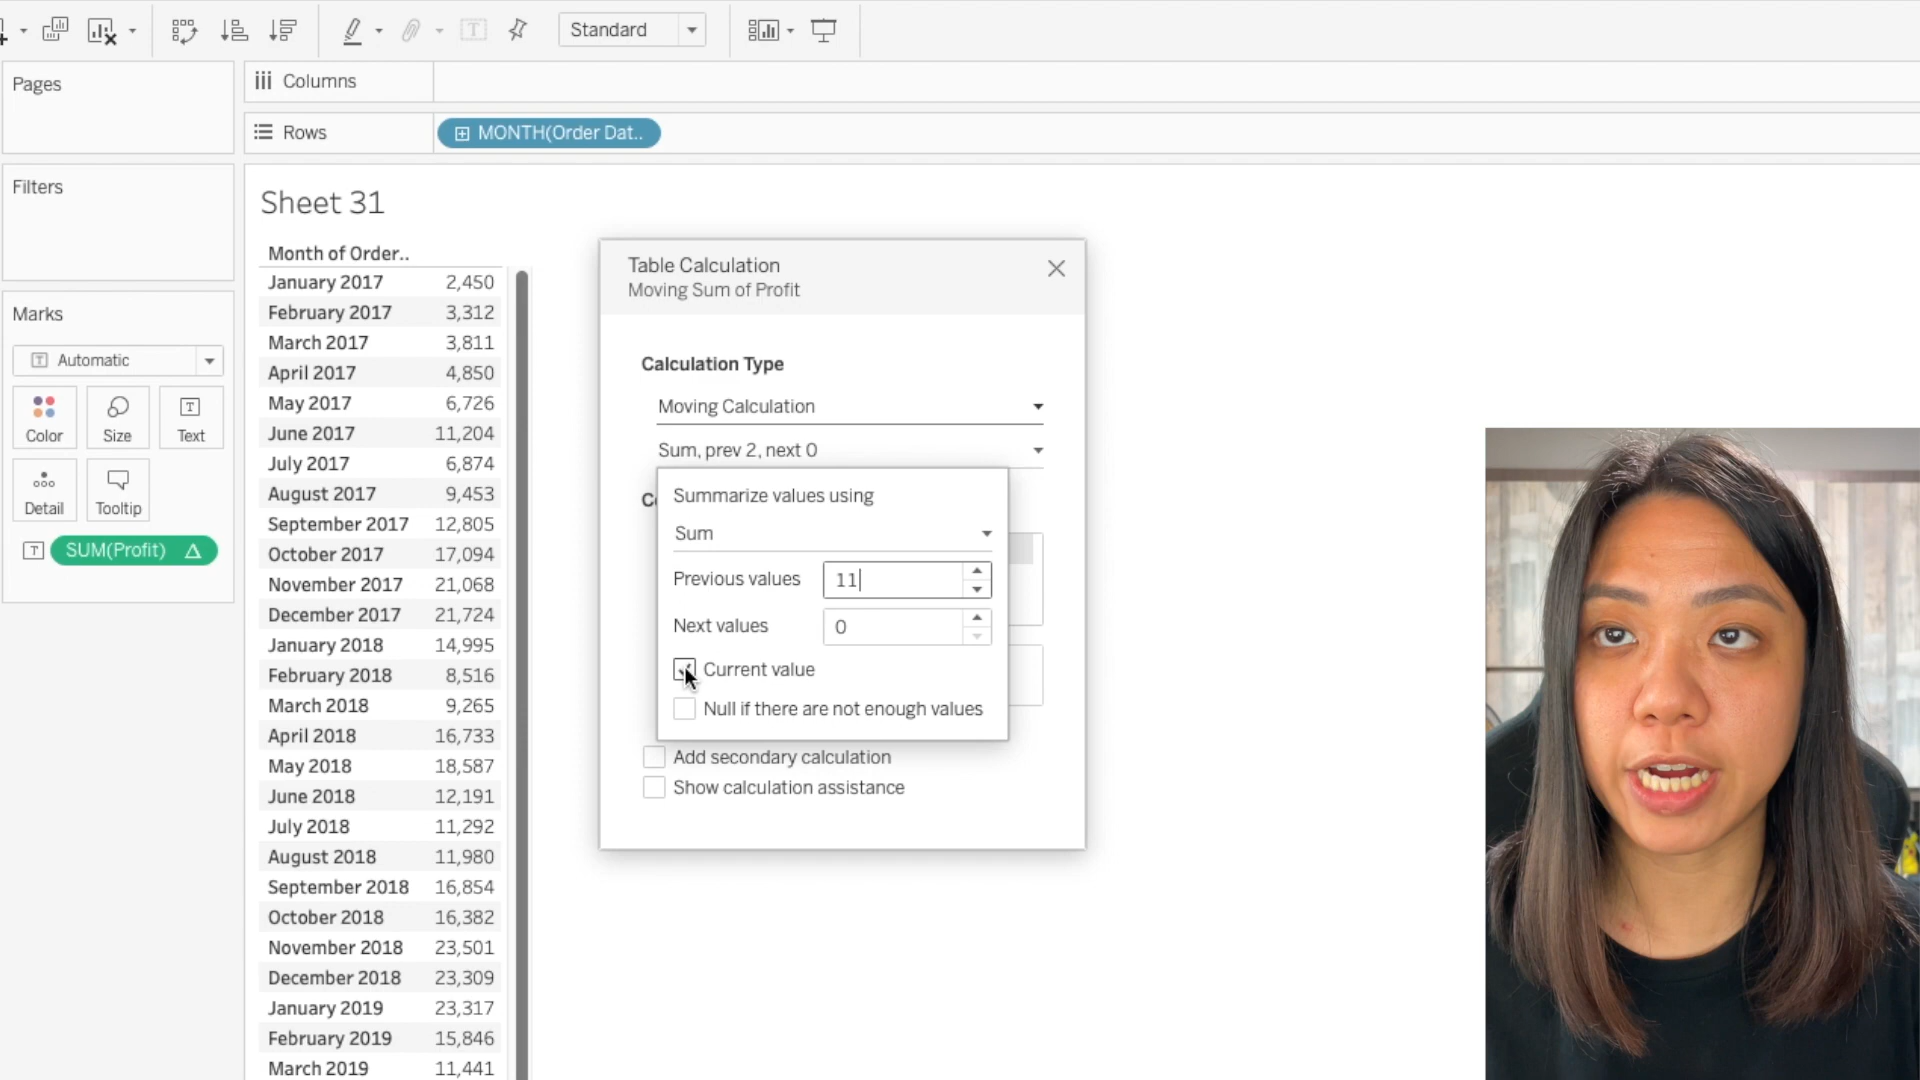 Standard
Pages
Columns
Rows
MONTH(Order Dat..
Filters
Sheet 31
Month of Order..
January 2017 2,450
February 2017 3,312
March 2017 3,811
April 2017 4,850
May 2017 6,726
June 2017 11,204
July 2017 6,874
August 2017 9,453
September 2017 12,805
October 2017 17,094
November 2017 21,068
December 2017 21,724
January 2018 14,995
February 2018 8,516
March 2018 9,265
April 2018 16,733
May 2018 18,587
June 2018 12,191
July 2018 11,292
August 2018 11,980
September 2018 16,854
October 2018 16,382
November 2018 23,501
December 2018 23,309
January 2019 23,317
February 2019 15,846
March 2019 11,441
Marks
T Automatic
Color Size Text
Detail Tooltip
T SUM(Profit) Δ
Table Calculation
Moving Sum of Profit
Calculation Type
Moving Calculation
Sum, prev 2, next 0
Summarize values using
Sum
Previous values 11
Next values 0
Current value
Null if there are not enough values
Add secondary calculation
Show calculation assistance